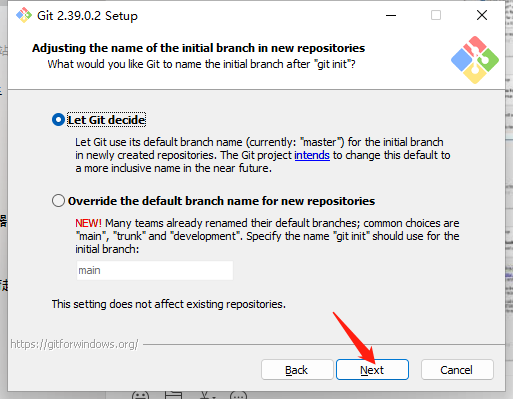 Git 2.39.0.2 Setup
站
Adjusting the name of the initial branch in new repositories
What would you like Git to name the initial branch after "git init"?
Let Git decide
Let Git use its default branch name (currently: "master") for the initial branch
in newly created repositories. The Git project intends to change this default to
a more inclusive name in the near future.
Override the default branch name for new repositories
NEW! Many teams already renamed their default branches; common choices are
"main", "trunk" and "development". Specify the name "git init" should use for the
initial branch:
器
main
This setting does not affect existing repositories.
https://gitforwindows.org/
Back
Next
Cancel